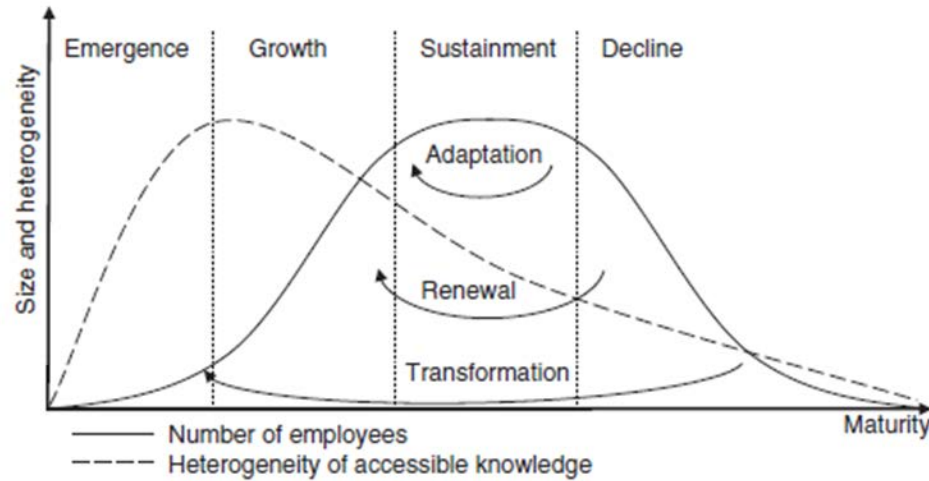 Emergence
Growth
Sustainment
Decline
Size and heterogeneity
Adaptation
Renewal
Transformation
Maturity
Number of employees
Heterogeneity of accessible knowledge